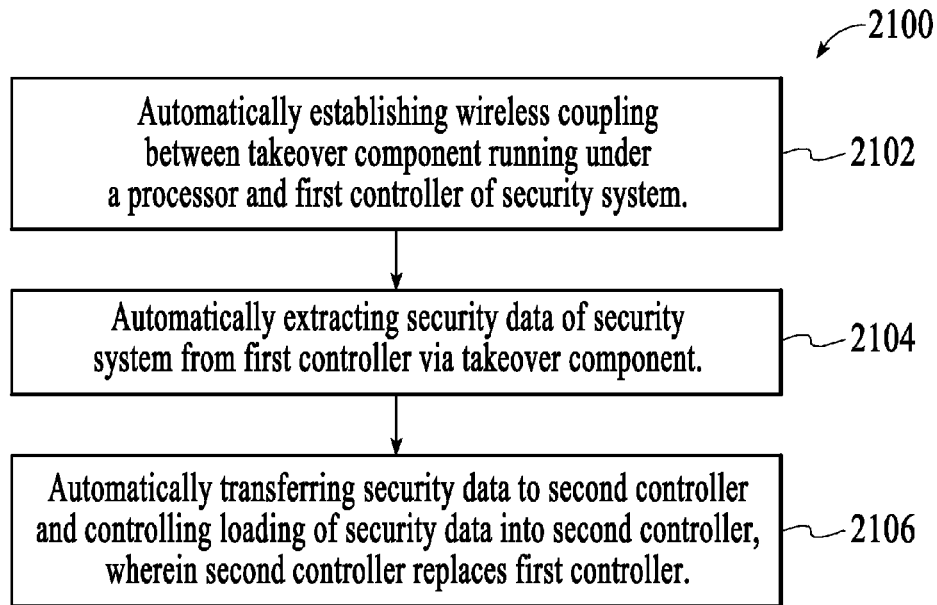 2100
Automatically establishing wireless coupling
between takeover component running under
a processor and first controller of security system.
2102
Automatically extracting security data of security
system from first controller via takeover component.
2104
Automatically transferring security data to second controller
and controlling loading of security data into second controller,
wherein second controller replaces first controller.
2106